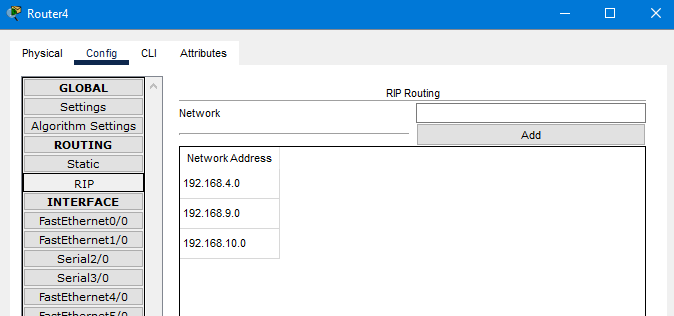 Router4
Physical Config CLI Attributes
GLOBAL
Settings
Algorithm Settings
ROUTING
Static
RIP
INTERFACE
FastEthernet0/0
FastEthernet1/0
Serial2/0
Serial3/0
FastEthernet4/0
FastEthernet5/0
RIP Routing
Network
Add
Network Address
192.168.4.0
192.168.9.0
192.168.10.0